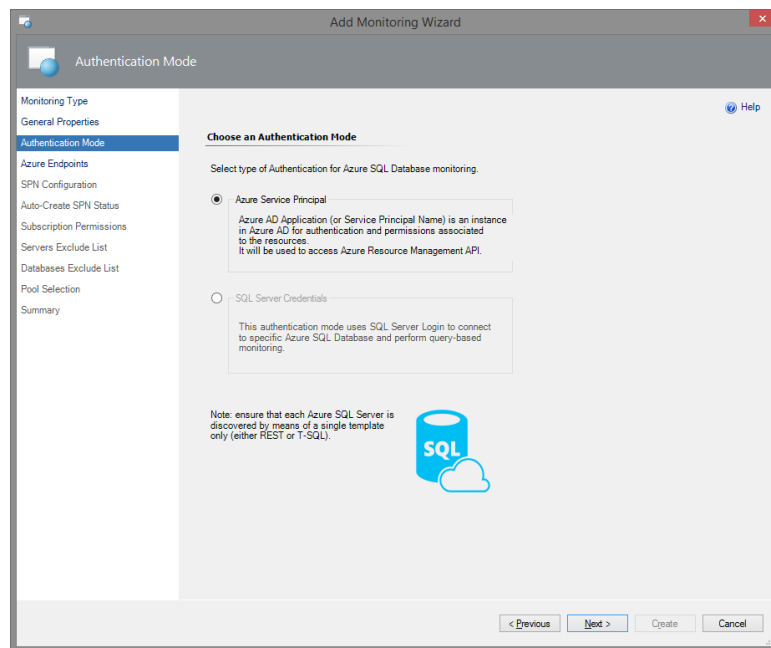 Add Monitoring Wizard
Authentication Mode
Monitoring Type
General Properties
Authentication Mode
Azure Endpoints
SPN Configuration
Auto-Create SPN Status
Subscription Permissions
Servers Exclude List
Databases Exclude List
Pool Selection
Summary
Help
Choose an Authentication Mode
Select type of Authentication for Azure SQL Database monitoring.
Azure Service Principal
Azure AD Application (or Service Principal Name) is an instance
in Azure AD for authentication and permissions associated
to the resources.
It will be used to access Azure Resource Management API.
SQL Server Credentials
This authentication mode uses SQL Server Login to connect
to specific Azure SQL Database and perform query-based
monitoring.
Note: ensure that each Azure SQL Server is
discovered by means of a single template
only (either REST or T-SQL).
SQL
< Previous
Next >
Create
Cancel